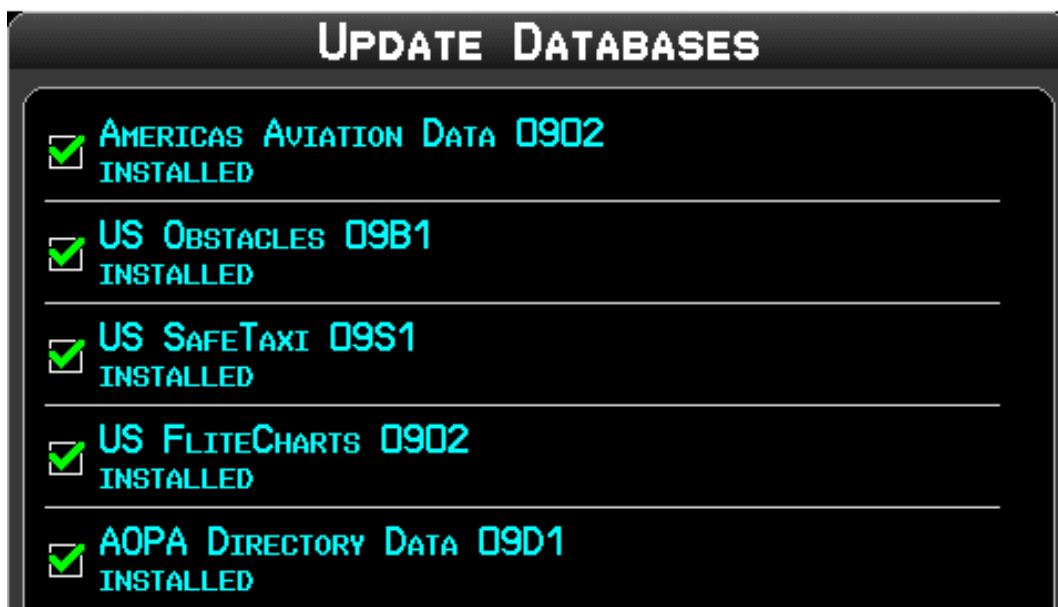 Update Databases
Americas Aviation Data 0902
INSTALLED
US Obstacles 09B1
INSTALLED
US SafeTaxi 09S1
INSTALLED
US FliteCharts 0902
INSTALLED
AOPA Directory Data 09D1
INSTALLED